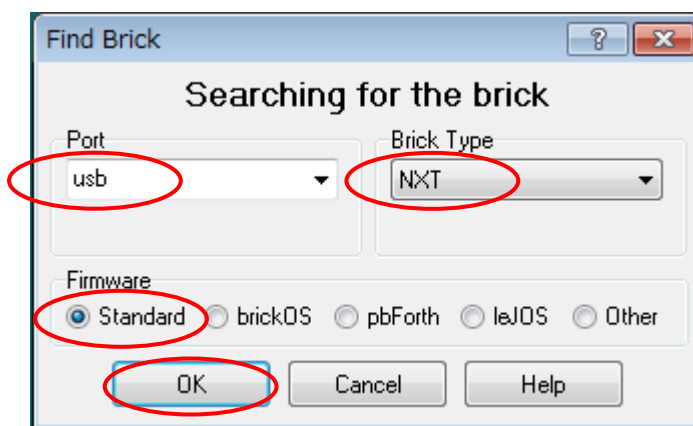 Find Brick
Searching for the brick
Port
Brick Type
usb
NXT
Firmware
Standard brickOS pbForth leJOS Other
OK Cancel Help